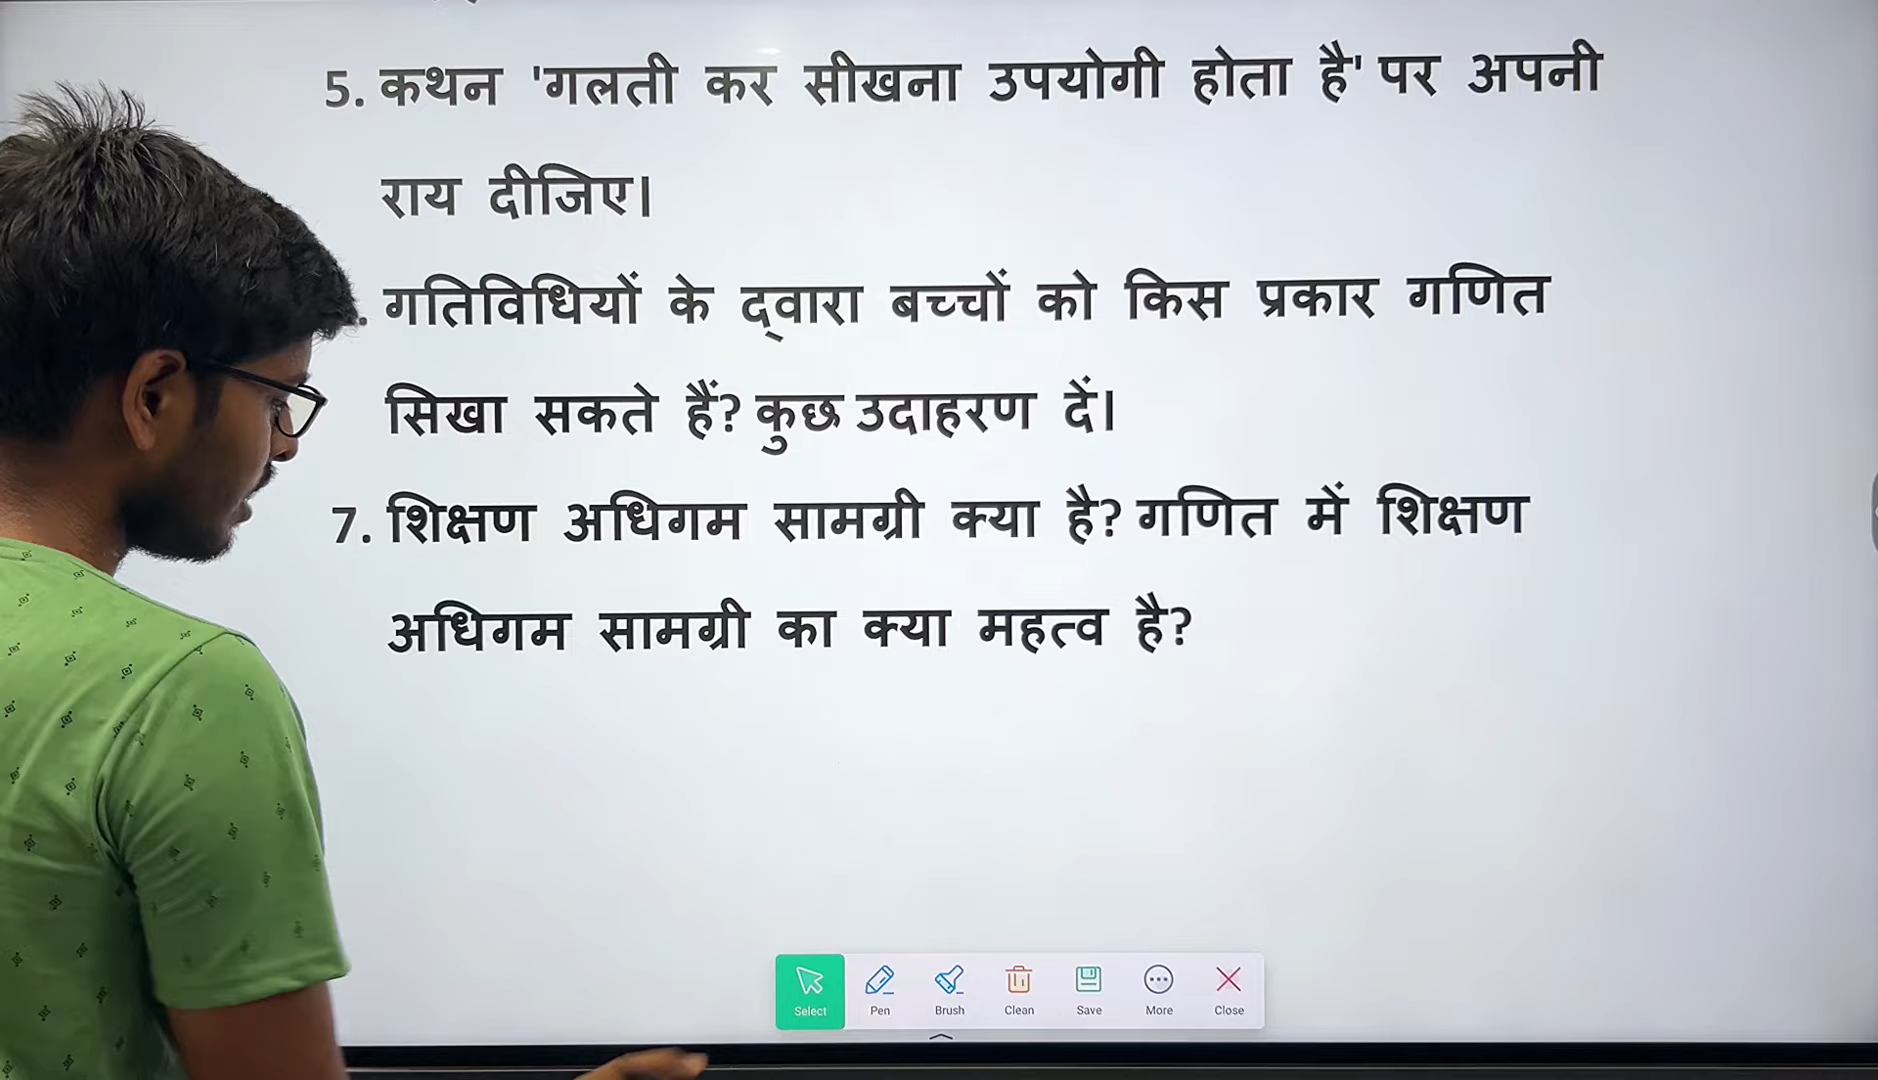 5. कथन 'गलती कर सीखना उपयोगी होता है' पर अपनी
राय दीजिए।
. गतिविधियों के द्वारा बच्चों को किस प्रकार गणित
सिखा सकते हैं? कुछ उदाहरण दें।
7. शिक्षण अधिगम सामग्री क्या है? गणित में शिक्षण
अधिगम सामग्री का क्या महत्व है?
Select Pen Brush Clean Save More Close